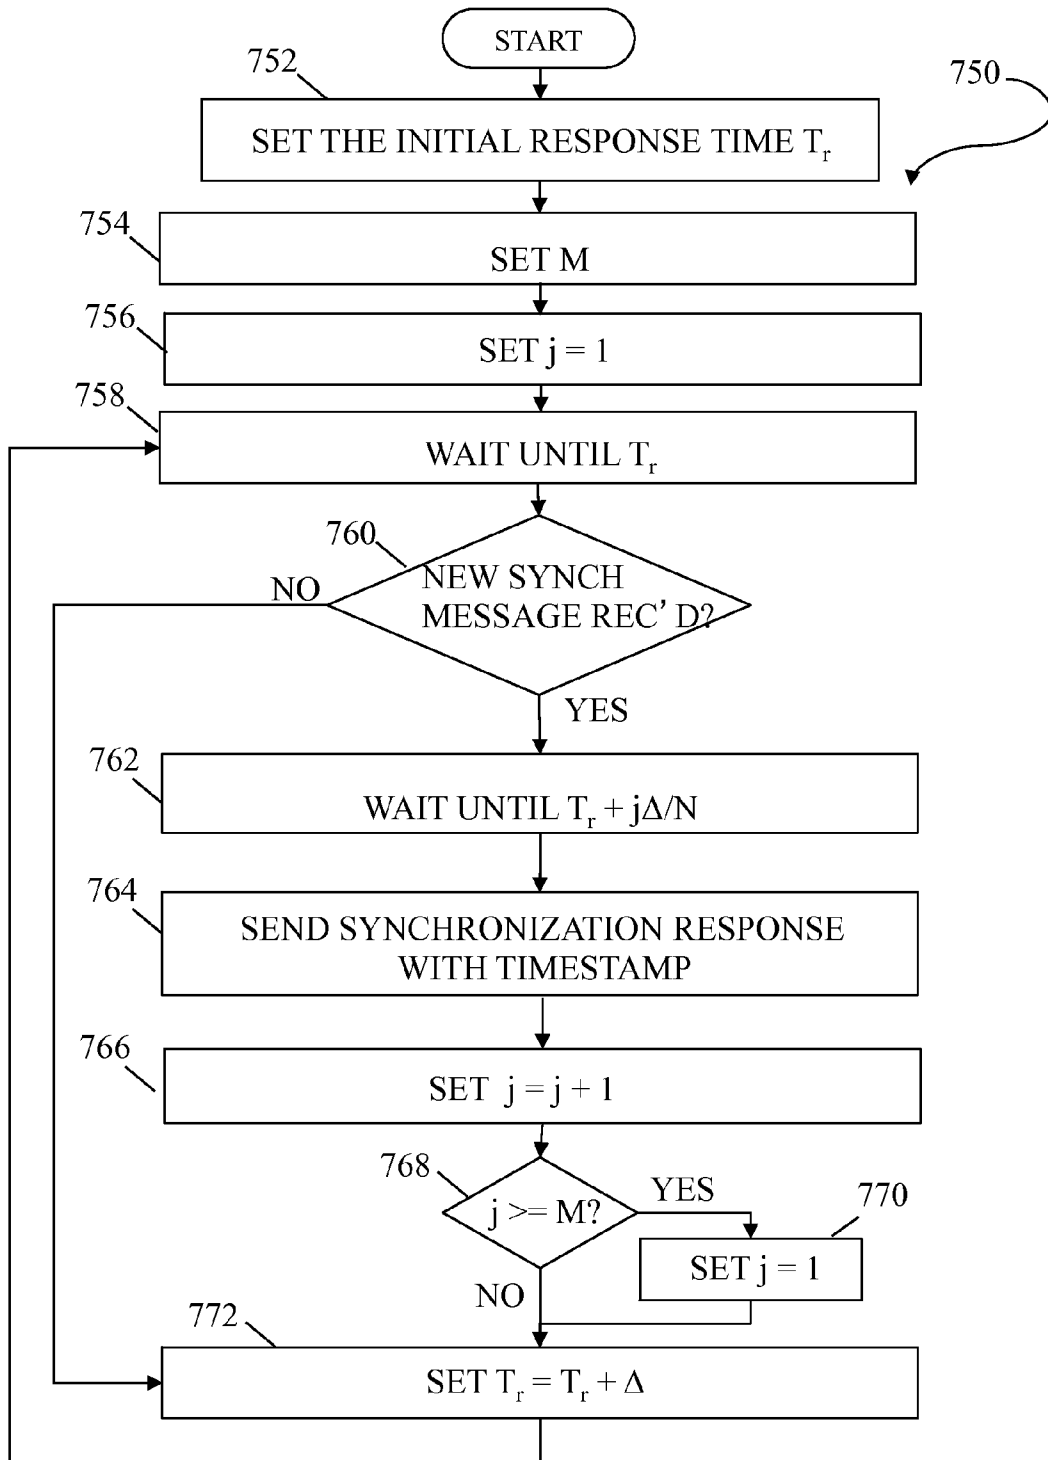 START
752
750
SET THE INITIAL RESPONSE TIME Tr
754
SET M
756
SET j = 1
758
WAIT UNTIL Tr
760
NO
NEW SYNCH
MESSAGE REC’ D?
YES
762
WAIT UNTIL Tr + jΔ/N
764
SEND SYNCHRONIZATION RESPONSE
WITH TIMESTAMP
766
SET j = j + 1
768
j >= M?
YES
770
SET j = 1
NO
772
SET Tr = Tr + Δ